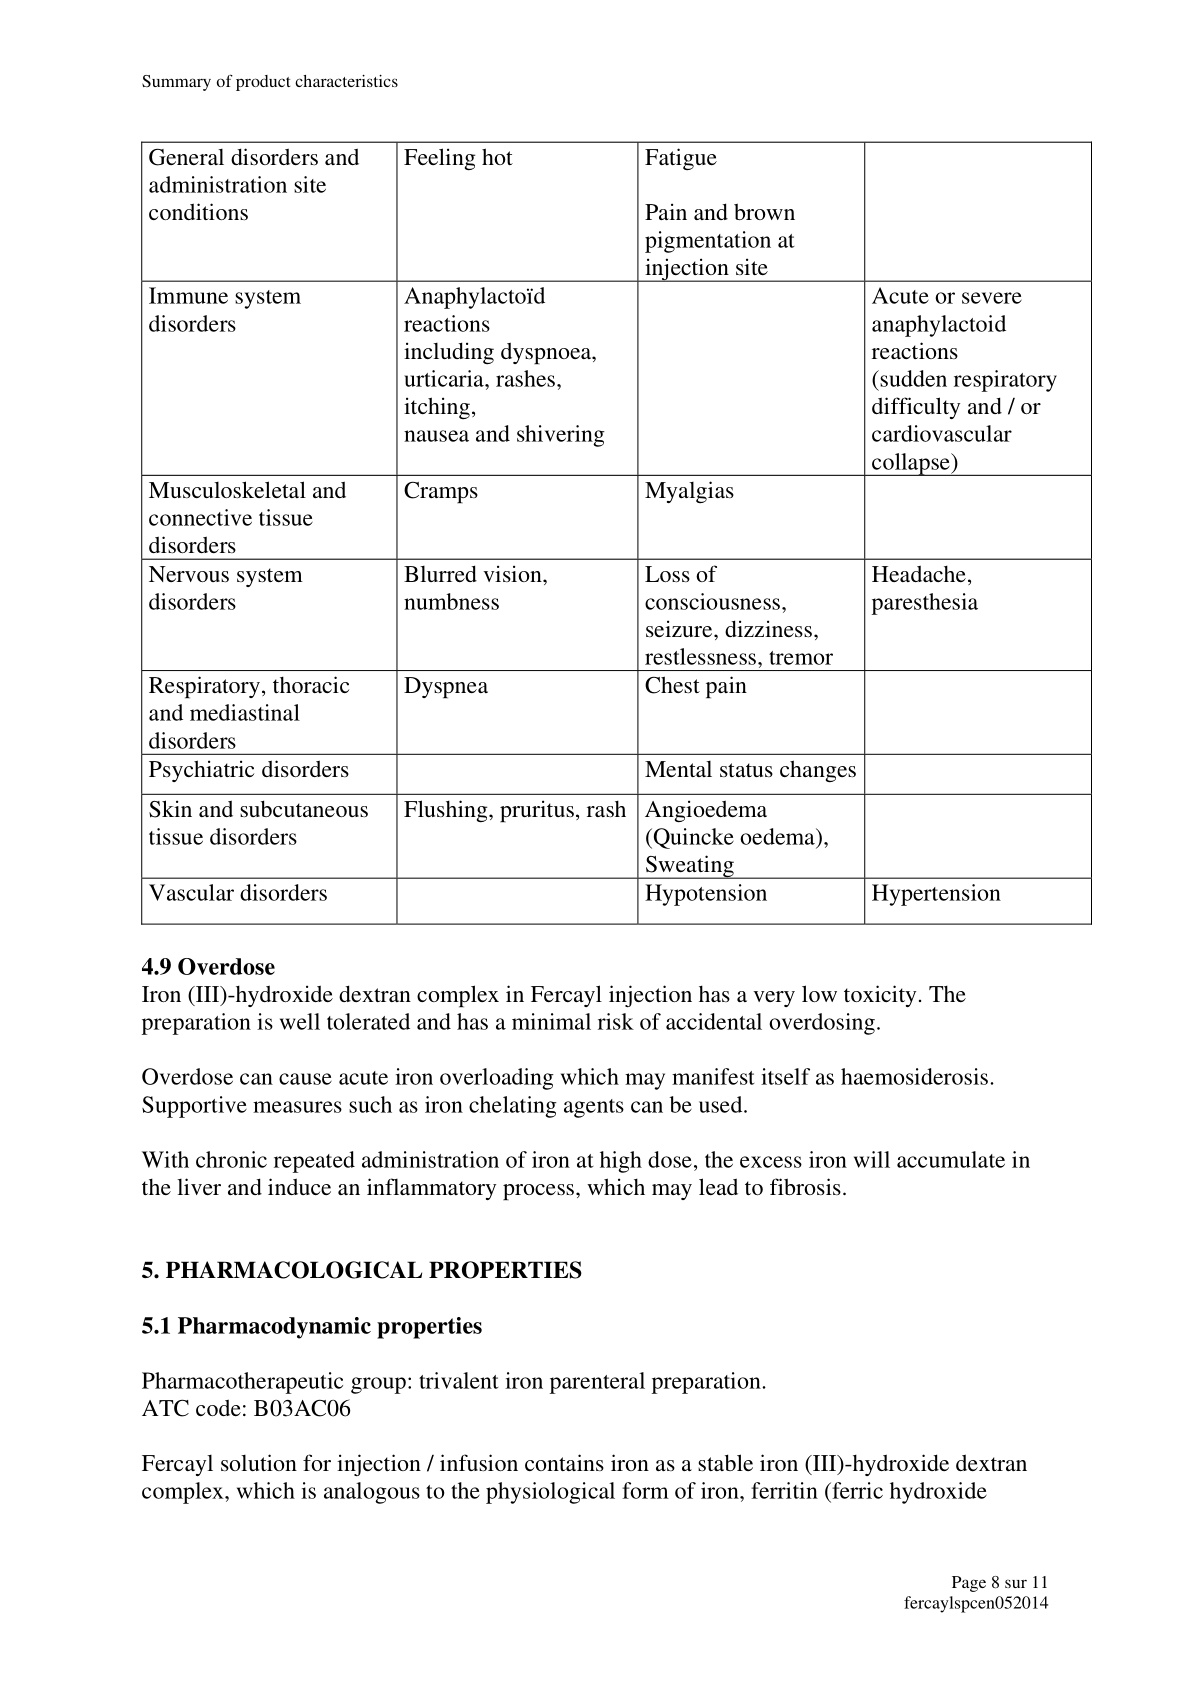 Summary of product characteristics
General disorders and
administration site
conditions
Feeling hot
Fatigue
Pain and brown
pigmentation at
injection site
Immune system
disorders
Anaphylactoïd
reactions
including dyspnoea,
urticaria, rashes,
itching,
nausea and shivering
Acute or severe
anaphylactoid
reactions
(sudden respiratory
difficulty and / or
cardiovascular
collapse)
Musculoskeletal and
connective tissue
disorders
Cramps
Myalgias
Nervous system
disorders
Blurred vision,
numbness
Loss of
consciousness,
seizure, dizziness,
restlessness, tremor
Headache,
paresthesia
Respiratory, thoracic
and mediastinal
disorders
Dyspnea
Chest pain
Psychiatric disorders
Mental status changes
Skin and subcutaneous
tissue disorders
Flushing, pruritus, rash
Angioedema
(Quincke oedema),
Sweating
Vascular disorders
Hypotension
Hypertension
4.9 Overdose
Iron (III)-hydroxide dextran complex in Fercayl injection has a very low toxicity. The
preparation is well tolerated and has a minimal risk of accidental overdosing.
Overdose can cause acute iron overloading which may manifest itself as haemosiderosis.
Supportive measures such as iron chelating agents can be used.
With chronic repeated administration of iron at high dose, the excess iron will accumulate in
the liver and induce an inflammatory process, which may lead to fibrosis.
5. PHARMACOLOGICAL PROPERTIES
5.1 Pharmacodynamic properties
Pharmacotherapeutic group: trivalent iron parenteral preparation.
ATC code: B03AC06
Fercayl solution for injection / infusion contains iron as a stable iron (III)-hydroxide dextran
complex, which is analogous to the physiological form of iron, ferritin (ferric hydroxide
Page 8 sur 11
fercaylspcen052014